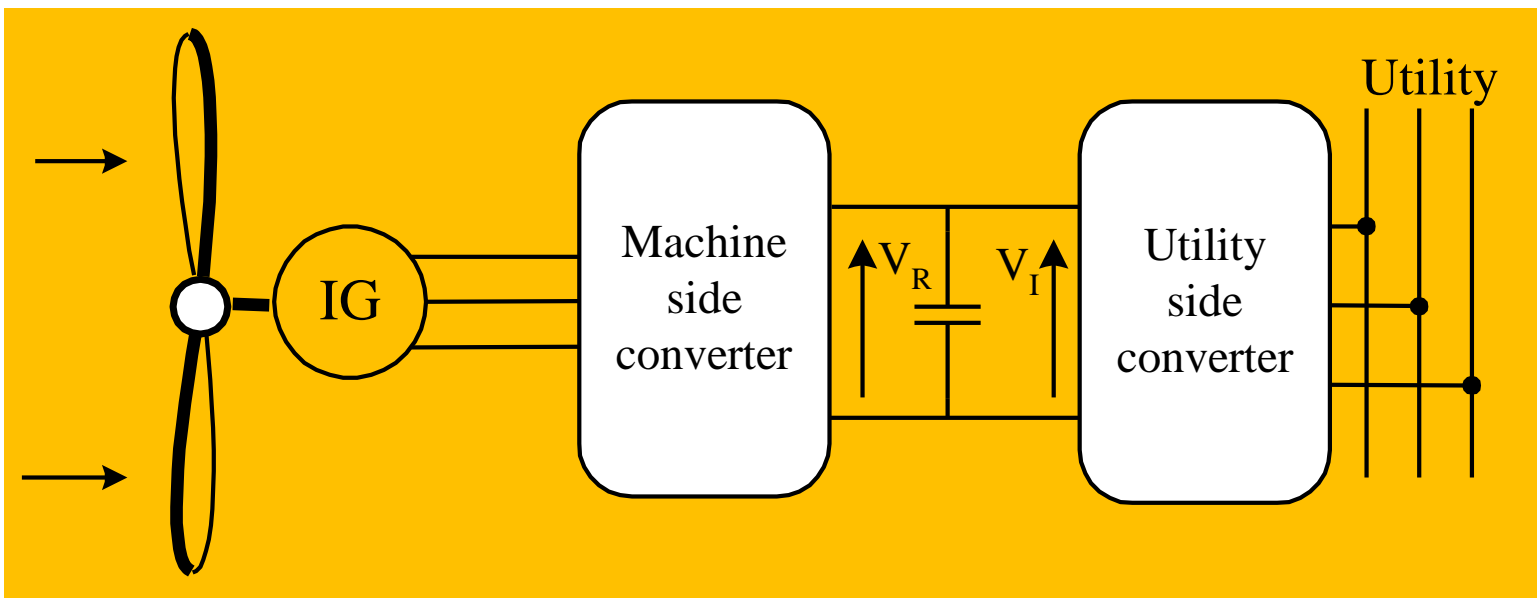 Utility
IG
Machine
side
converter
V_R
V_I
Utility
side
converter